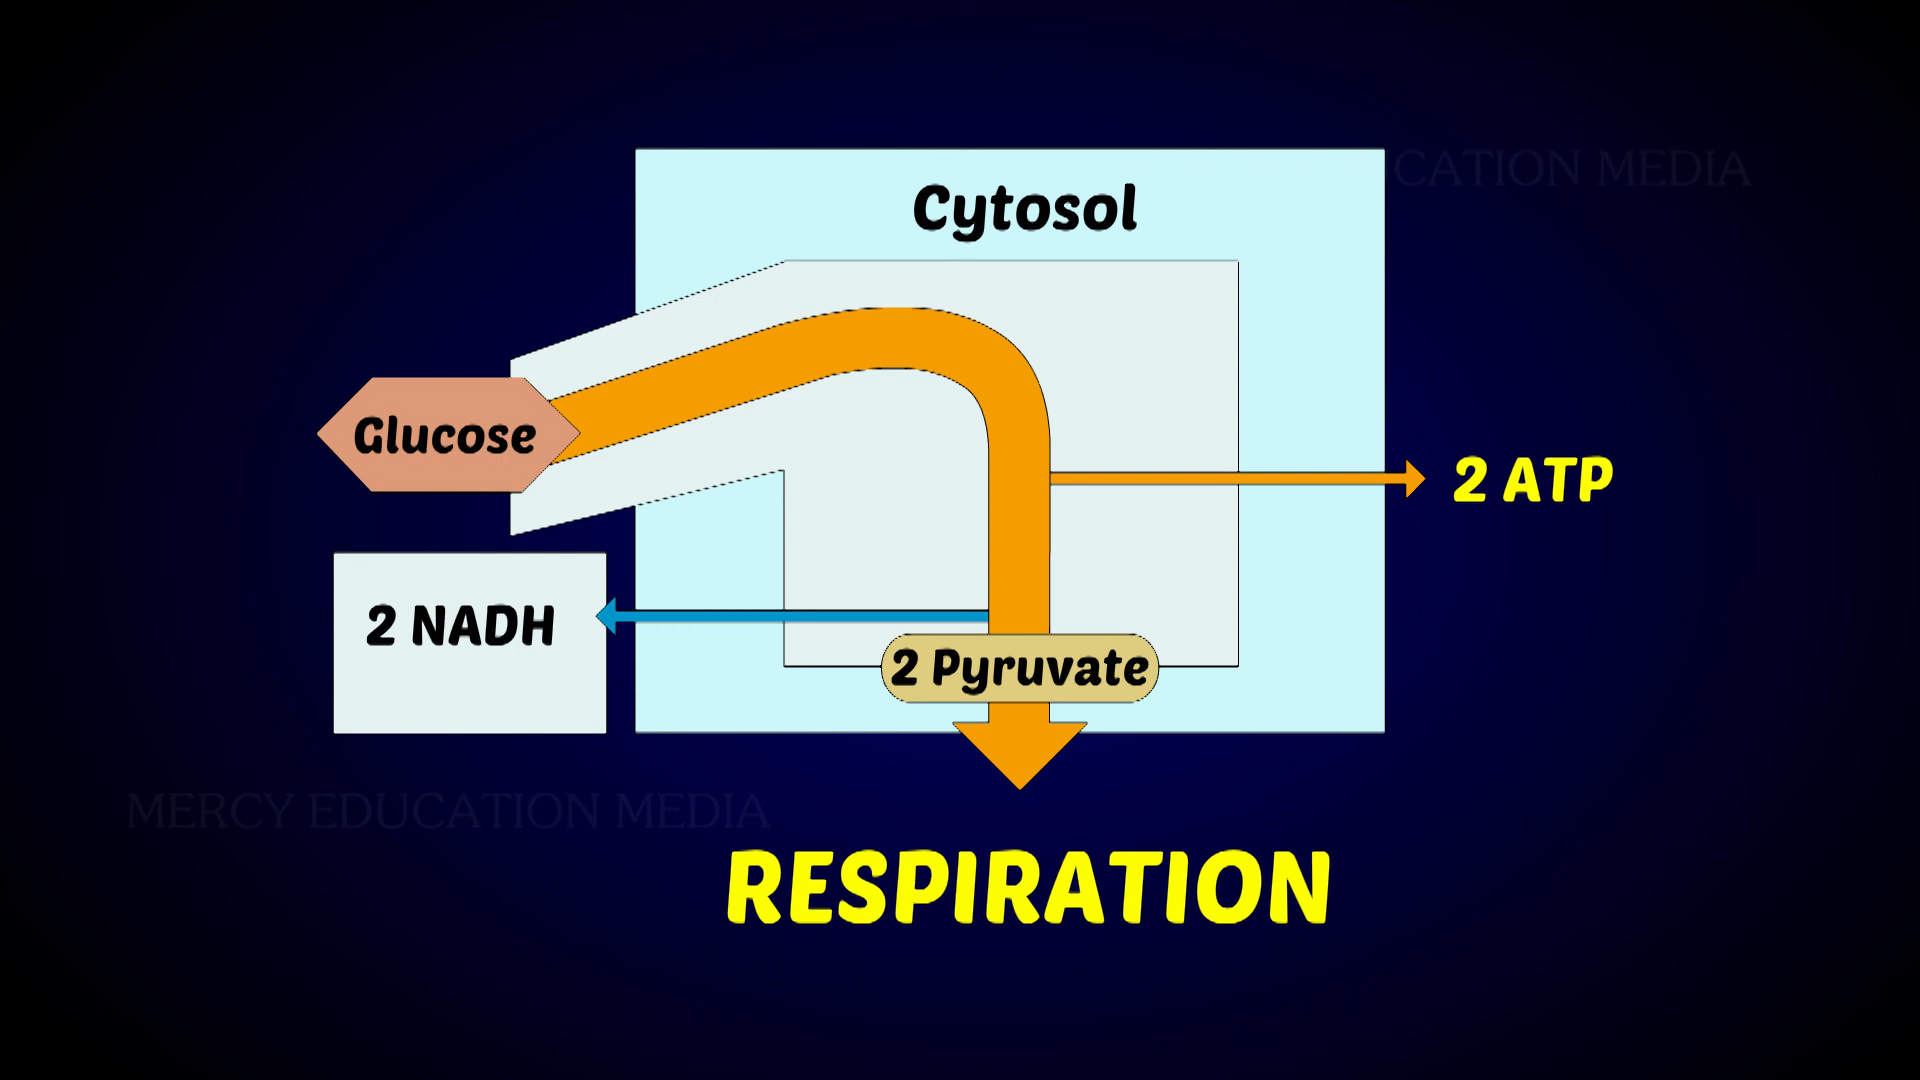 CATION MEDIA
Cytosol
Glucose
2 ATP
2 NADH
2 Pyruvate
MERCY EDUCATION MEDIA
RESPIRATION